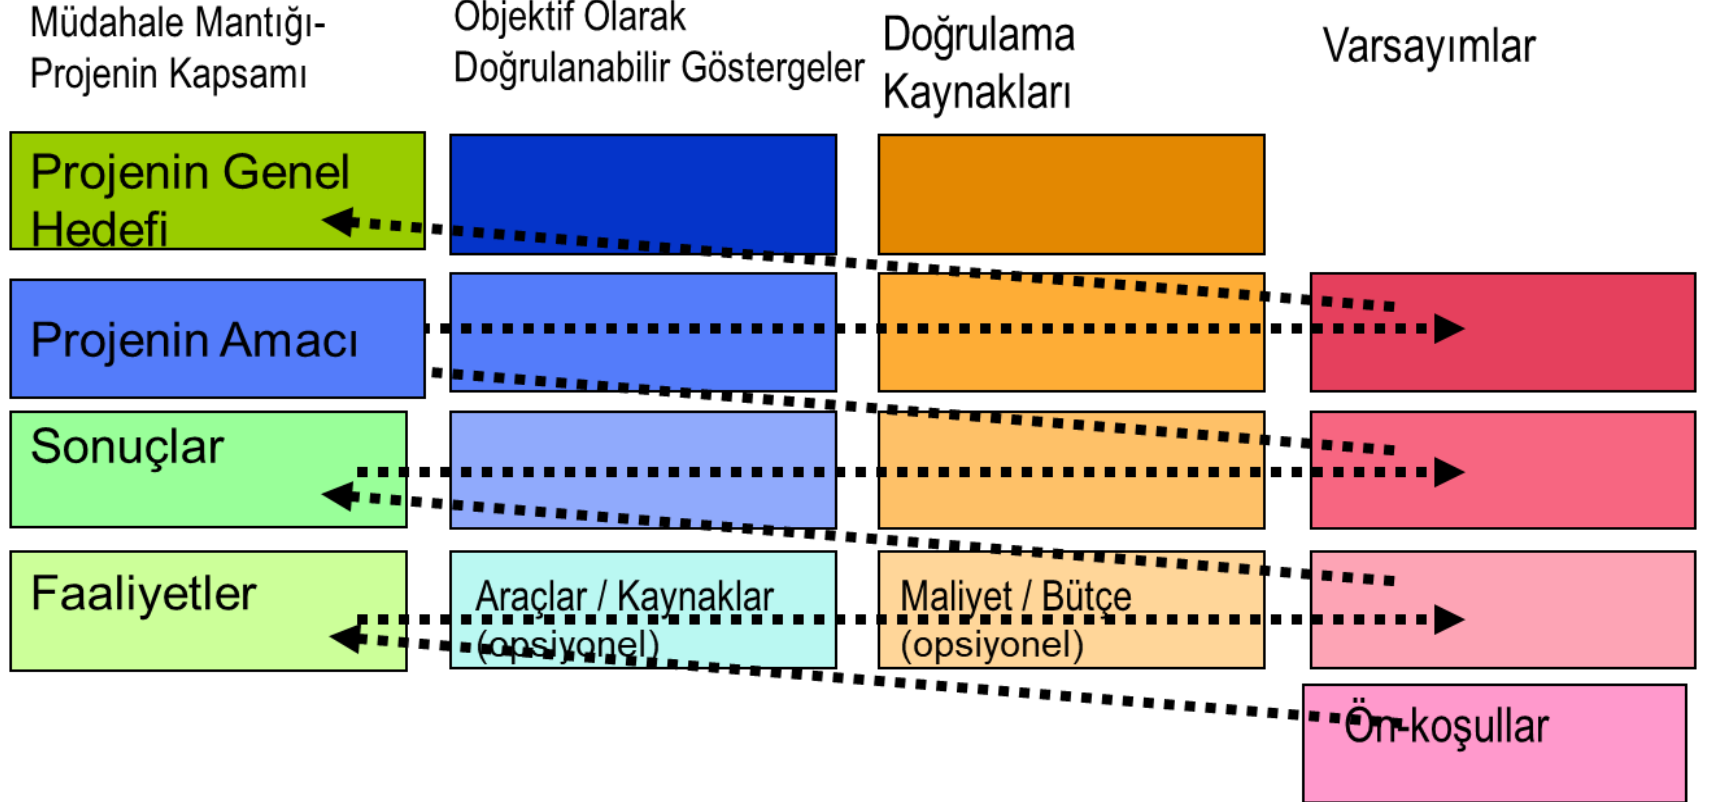 Müdahale Mantığı-
Projenin Kapsamı
Objektif Olarak
Doğrulanabilir Göstergeler
Doğrulama
Kaynakları
Varsayımlar
Projenin Genel
Hedefi
Projenin Amacı
Sonuçlar
Faaliyetler
Araçlar / Kaynaklar
(opsiyonel)
Maliyet / Bütçe
(opsiyonel)
Ön-koşullar